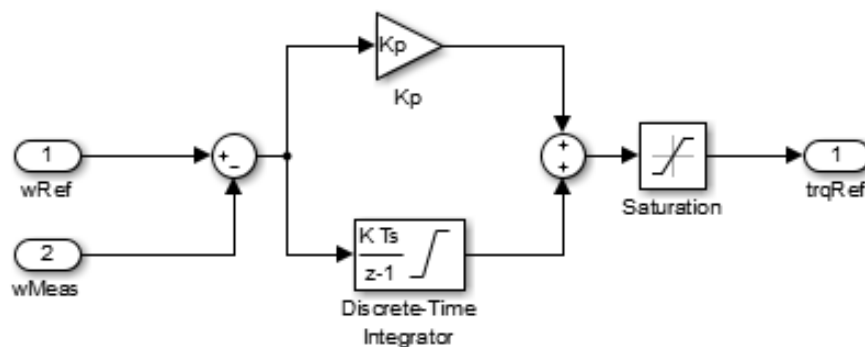 Kp
Kp
1
wRef
+
−
+
+
1
trqRef
Saturation
2
wMeas
K Ts
z-1
Discrete-Time
Integrator